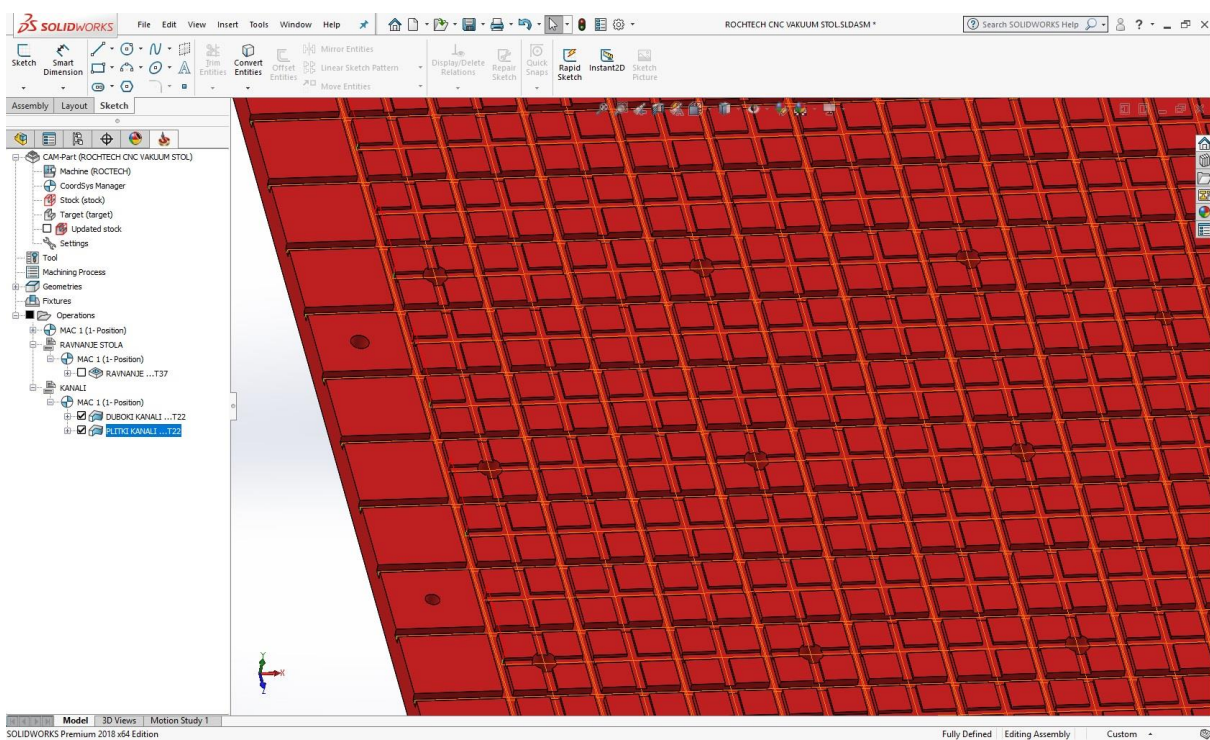 SOLIDWORKS File Edit View Insert Tools Window Help ROCHTECH CNC VAKUUM STOL.SLDASM * Search SOLIDWORKS Help ?
Sketch Smart Dimension Trim Entities Convert Entities Offset Entities Mirror Entities Linear Sketch Pattern Move Entities Display/Delete Relations Repair Sketch Quick Snaps Rapid Sketch Instant2D Sketch Picture
Assembly Layout Sketch
CAM-Part (ROCHTECH CNC VAKUUM STOL)
Machine (ROCTECH)
CoordSys Manager
Stock (stock)
Target (target)
Updated stock
Settings
Tool
Machining Process
Geometries
Fixtures
Operations
MAC 1 (1- Position)
RAVNANJE STOLA
MAC 1 (1- Position)
RAVNANJE ...T37
KANALI
MAC 1 (1- Position)
DUBOKI KANALI ...T22
PLITKI KANALI ...T22
Y
X
Z
Model 3D Views Motion Study 1
SOLIDWORKS Premium 2018 x64 Edition Fully Defined Editing Assembly Custom